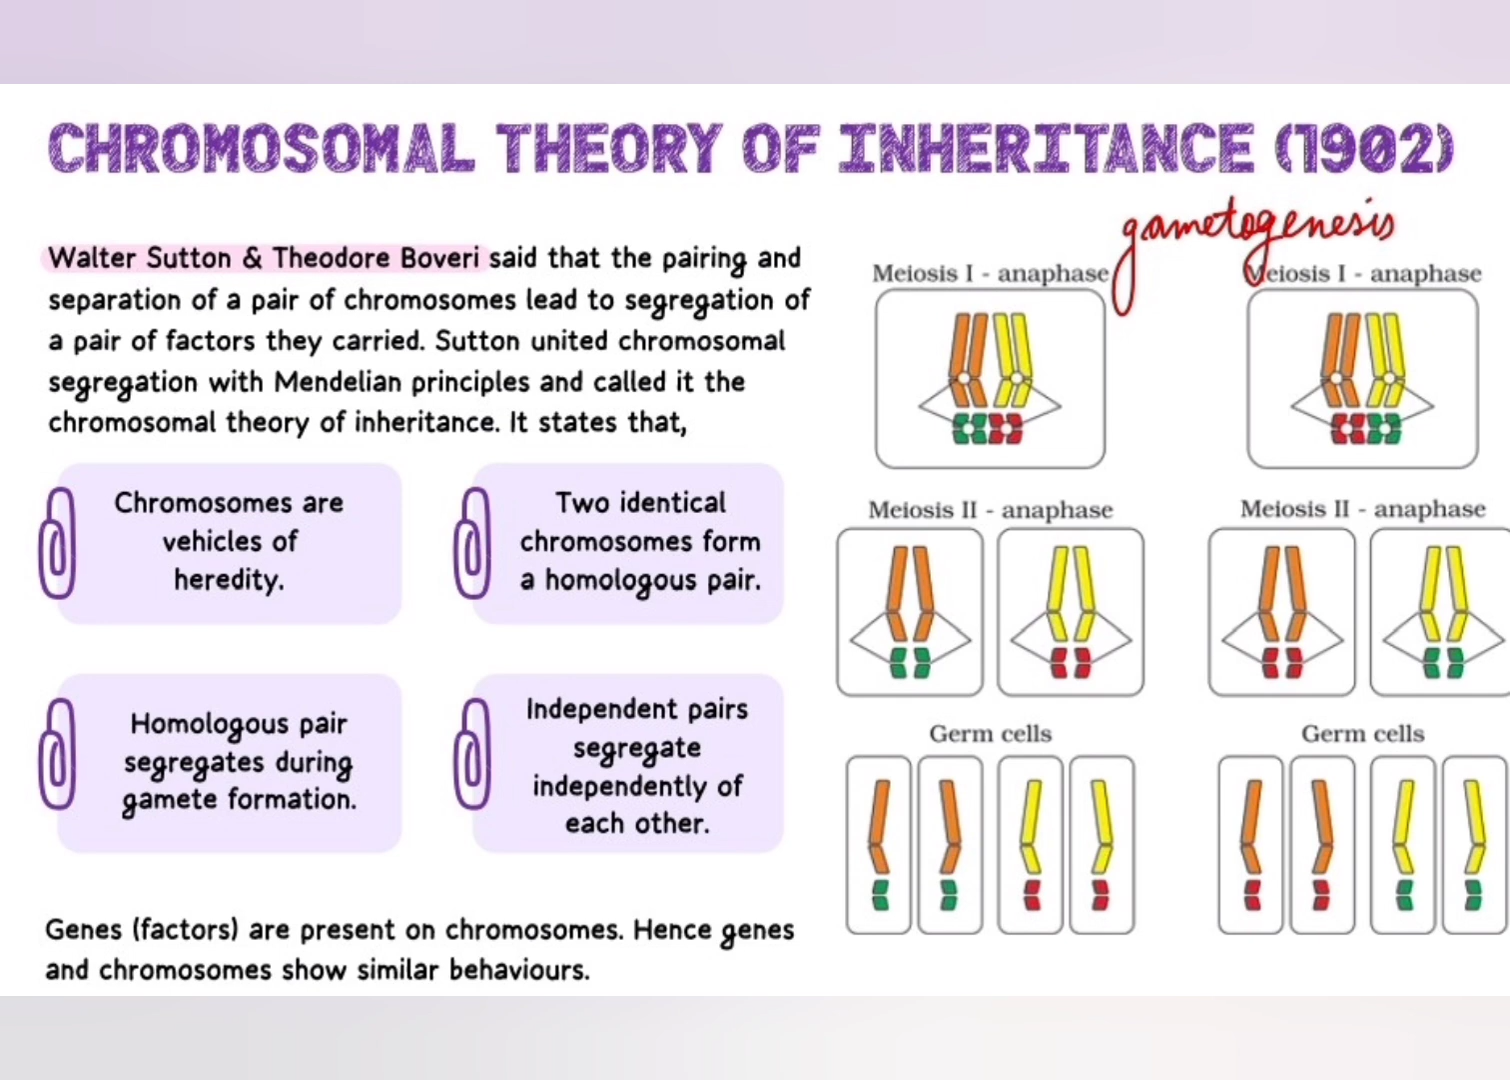 CHROMOSOMAL THEORY OF INHERITANCE (1902)
gametogenesis
Walter Sutton & Theodore Boveri said that the pairing and
separation of a pair of chromosomes lead to segregation of
a pair of factors they carried. Sutton united chromosomal
segregation with Mendelian principles and called it the
chromosomal theory of inheritance. It states that,
Chromosomes are
vehicles of
heredity.
Two identical
chromosomes form
a homologous pair.
Homologous pair
segregates during
gamete formation.
Independent pairs
segregate
independently of
each other.
Genes (factors) are present on chromosomes. Hence genes
and chromosomes show similar behaviours.
Meiosis I - anaphase
Meiosis I - anaphase
Meiosis II - anaphase
Meiosis II - anaphase
Germ cells
Germ cells